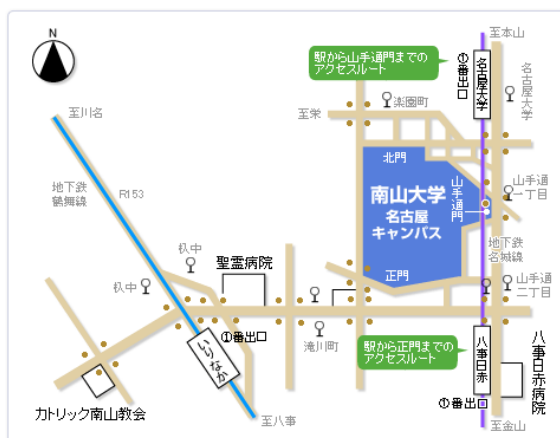 N
至本山
駅から山手通門までの
アクセスルート
①番出口
名古屋大学
名古屋大学
楽園町
至栄
至川名
北門
地下鉄
鶴舞線
R153
南山大学
名古屋
キャンパス
山手通門
山手通
一丁目
地下鉄
名城線
杁中
聖霊病院
正門
杁中
山手通
二丁目
①番出口
滝川町
いりなか
駅から正門までの
アクセスルート
八事日赤
八事日赤病院
カトリック南山教会
①番出口
至八事
至金山